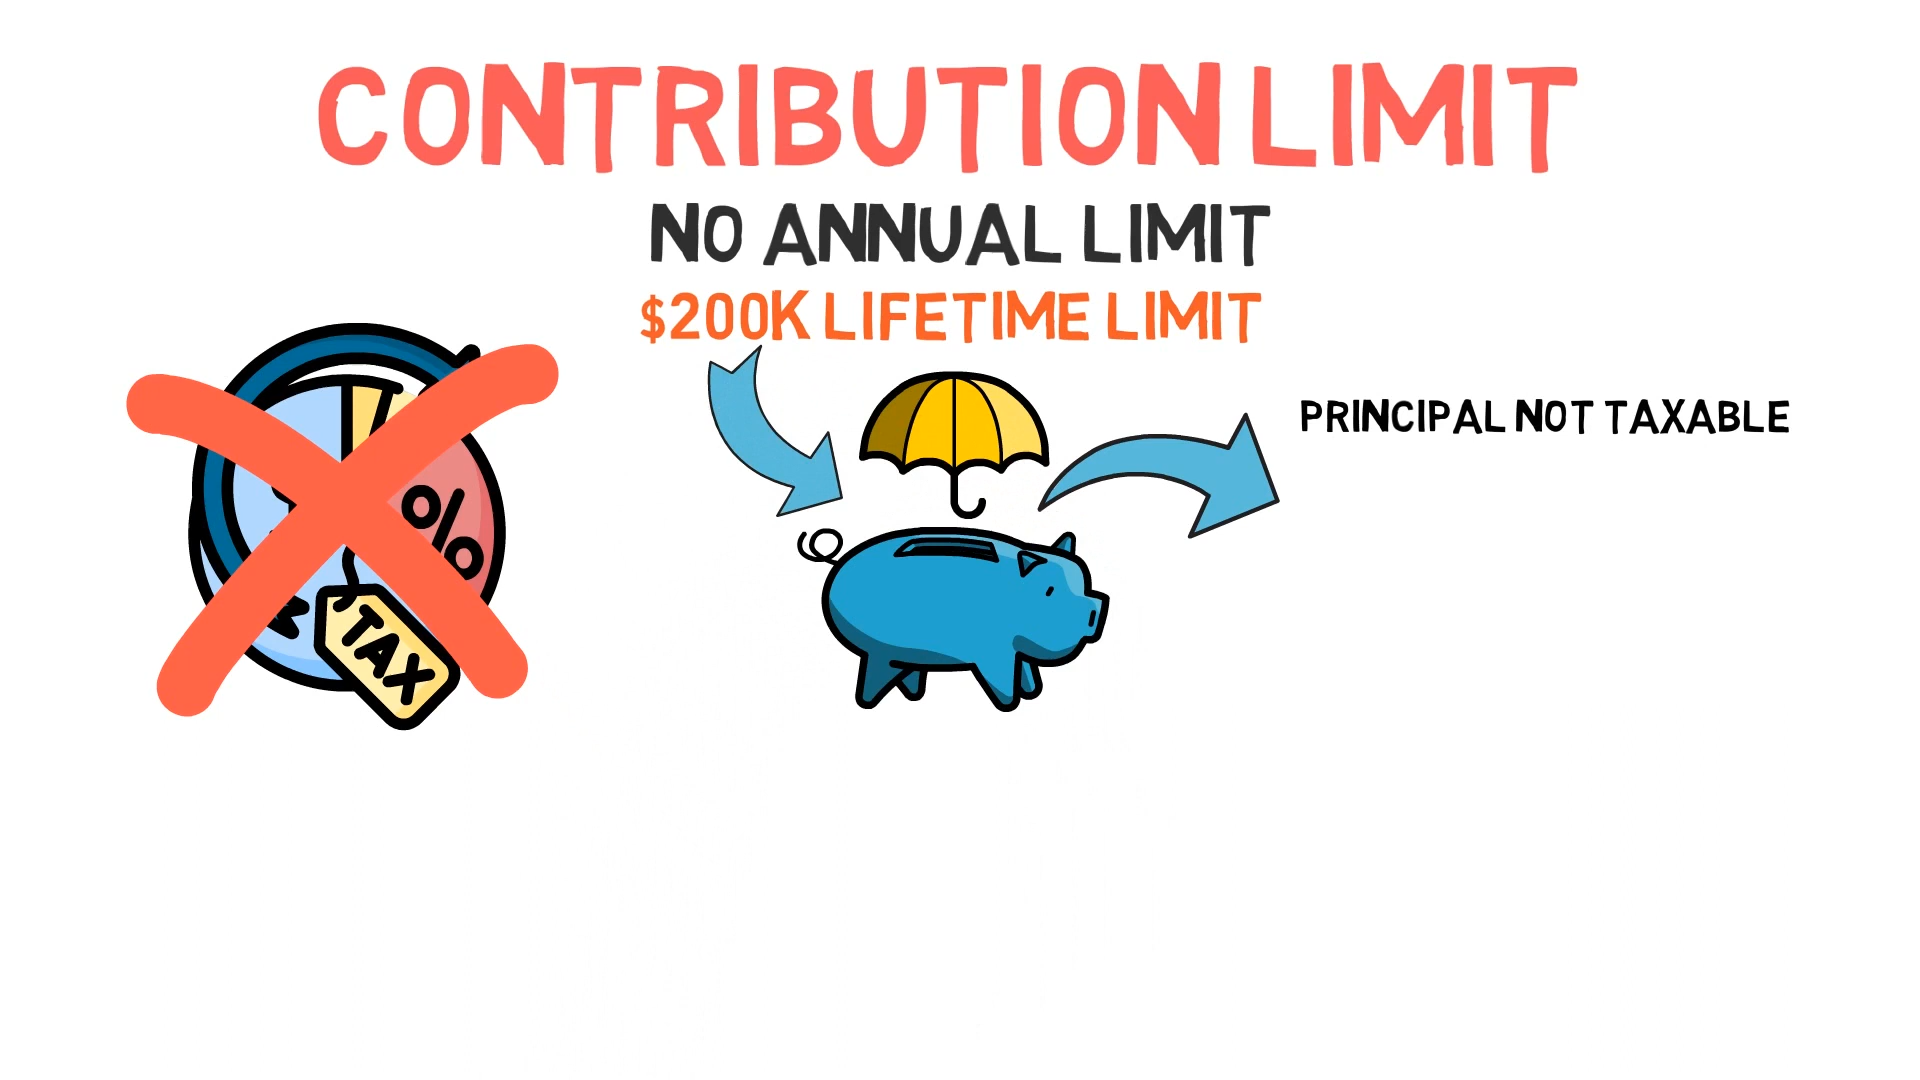 CONTRIBUTION LIMIT
NO ANNUAL LIMIT
$200K LIFETIME LIMIT
PRINCIPAL NOT TAXABLE
%
TAX